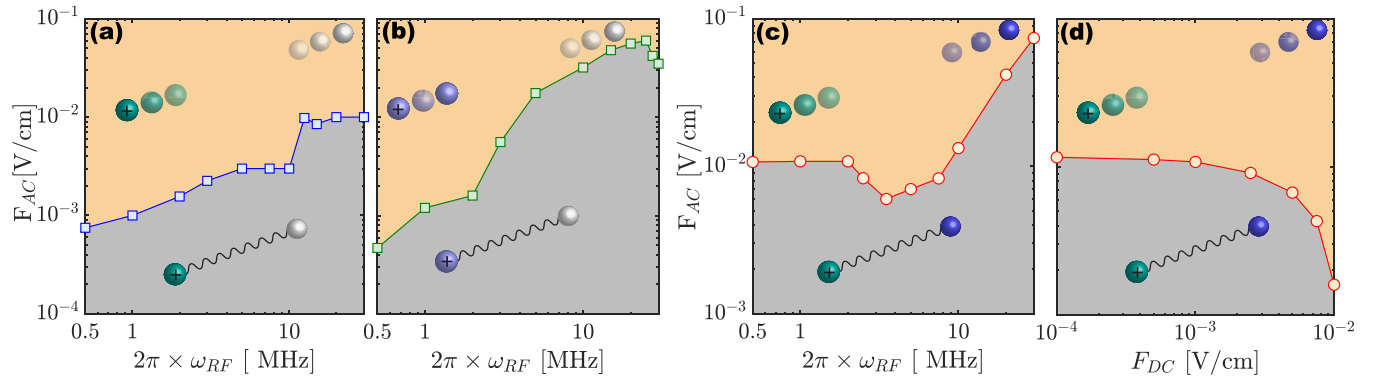 (a)
(b)
(c)
(d)
10⁻¹
10⁻²
10⁻³
10⁻⁴
F_AC[V/cm]
+
+
+
+
0.5 1 10
2π × ω_RF [ MHz]
0.5 1 10
2π × ω_RF [MHz]
10⁻¹
10⁻²
10⁻³
F_AC [V/cm]
+
+
+
+
0.5 1 10
2π × ω_RF [ MHz]
10⁻⁴ 10⁻³ 10⁻²
F_DC [V/cm]